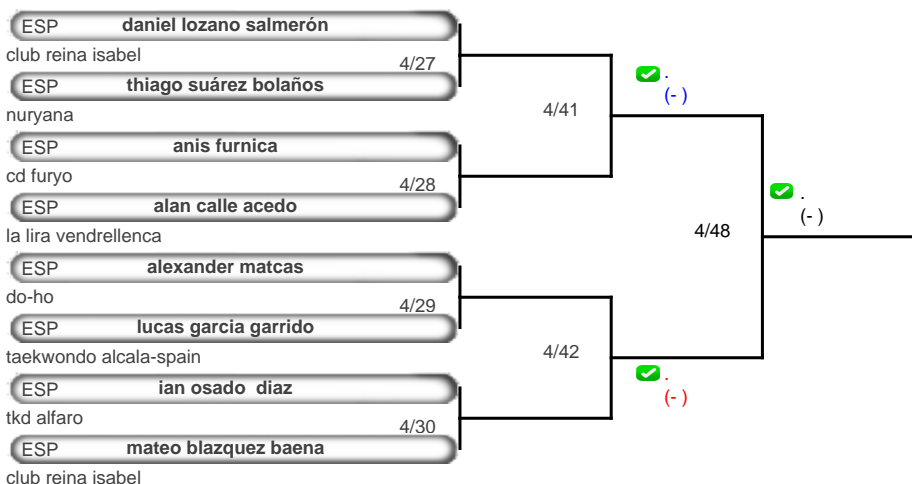 ESP daniel lozano salmerón
club reina isabel
4/27
ESP thiago suárez bolaños
nuryana
4/41
✅ .
(- )
ESP anis furnica
cd furyo
4/28
ESP alan calle acedo
la lira vendrellenca
4/48
✅ .
(- )
ESP alexander matcas
do-ho
4/29
ESP lucas garcia garrido
taekwondo alcala-spain
4/42
✅ .
(- )
ESP ian osado diaz
tkd alfaro
4/30
ESP mateo blazquez baena
club reina isabel